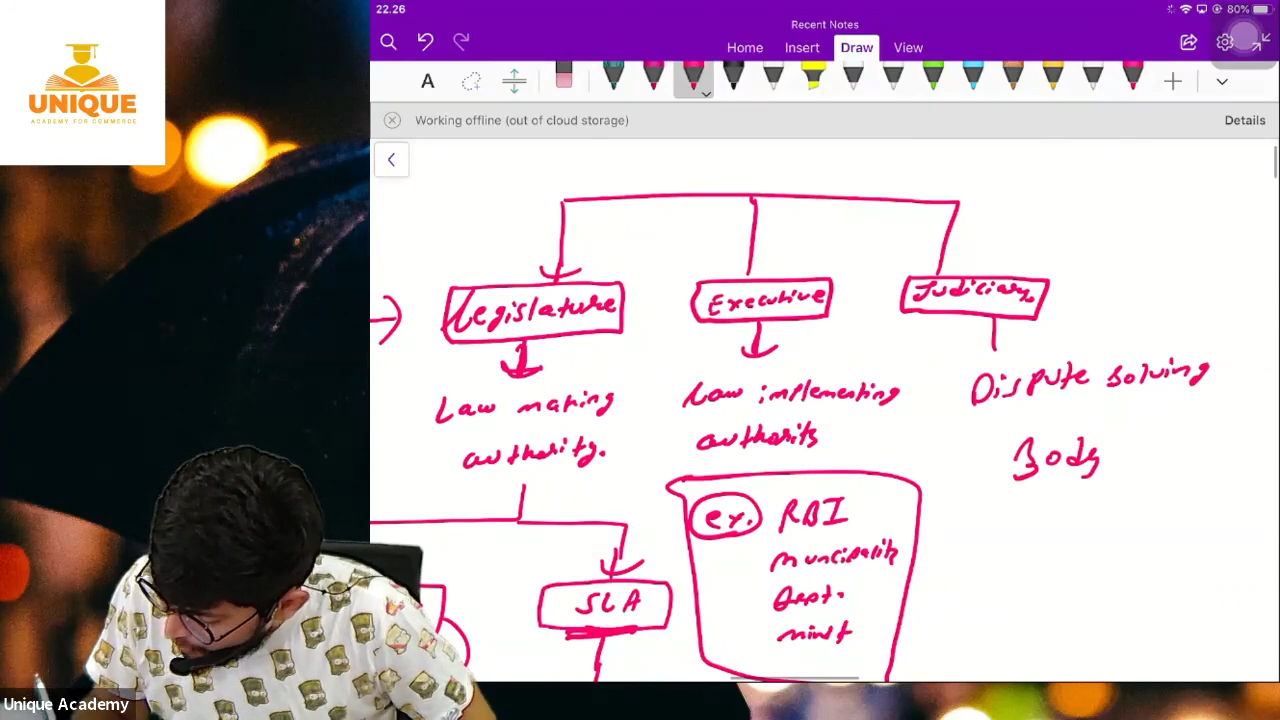 22.26
80%
Recent Notes
Home Insert Draw View
A
Working offline (out of cloud storage)
Details
UNIQUE
ACADEMY FOR COMMERCE
Legislature
Executive
Judiciary
Law making
authority.
Law implementing
authority
Dispute solving
Body
ex. RBI
municipality
Dept.
minst
SLA
Unique Academy